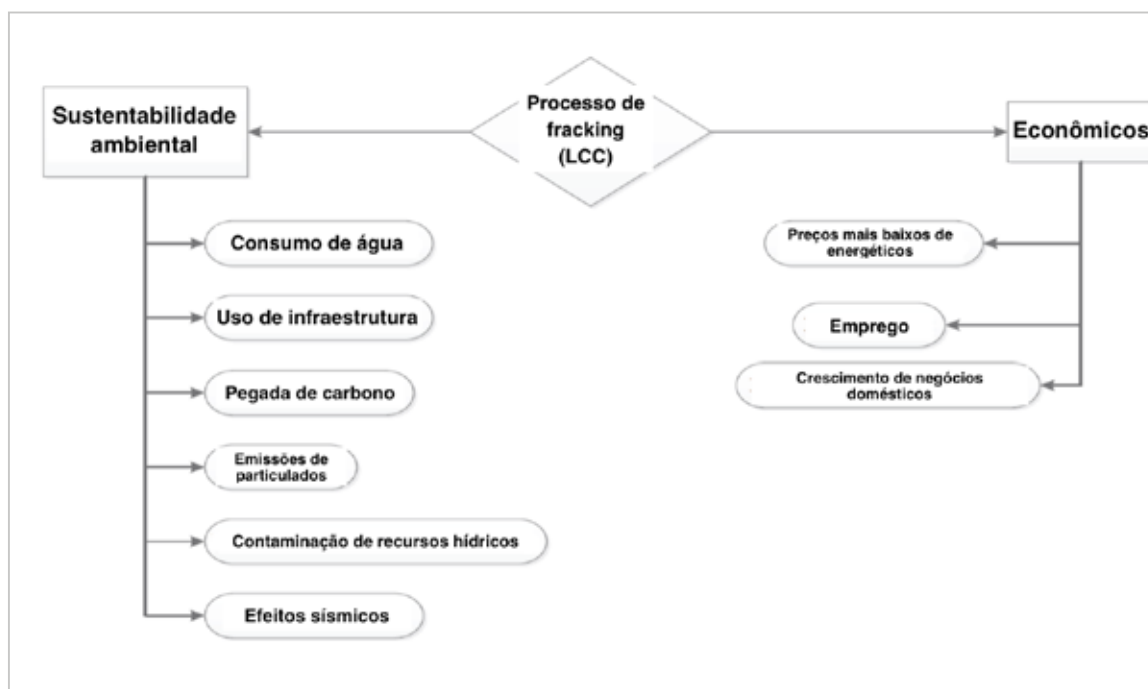 Sustentabilidade
ambiental
Processo de
fracking
(LCC)
Econômicos
Consumo de água
Uso de infraestrutura
Pegada de carbono
Emissões de
particulados
Contaminação de recursos hídricos
Efeitos sísmicos
Preços mais baixos de
energéticos
Emprego
Crescimento de negócios
domésticos